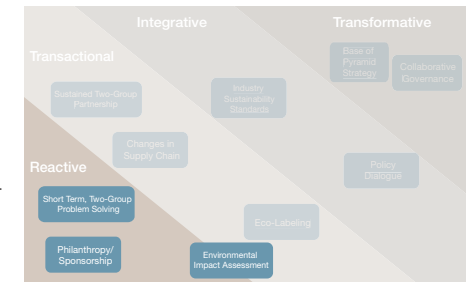 Integrative
Transformative
Transactional
Base of
Pyramid
Strategy
Collaborative
Governance
Sustained Two-Group
Partnership
Industry
Sustainability
Standards
Changes in
Supply Chain
Reactive
Policy
Dialogue
Short Term, Two-Group
Problem Solving
Eco-Labeling
Philanthropy/
Sponsorship
Environmental
Impact Assessment